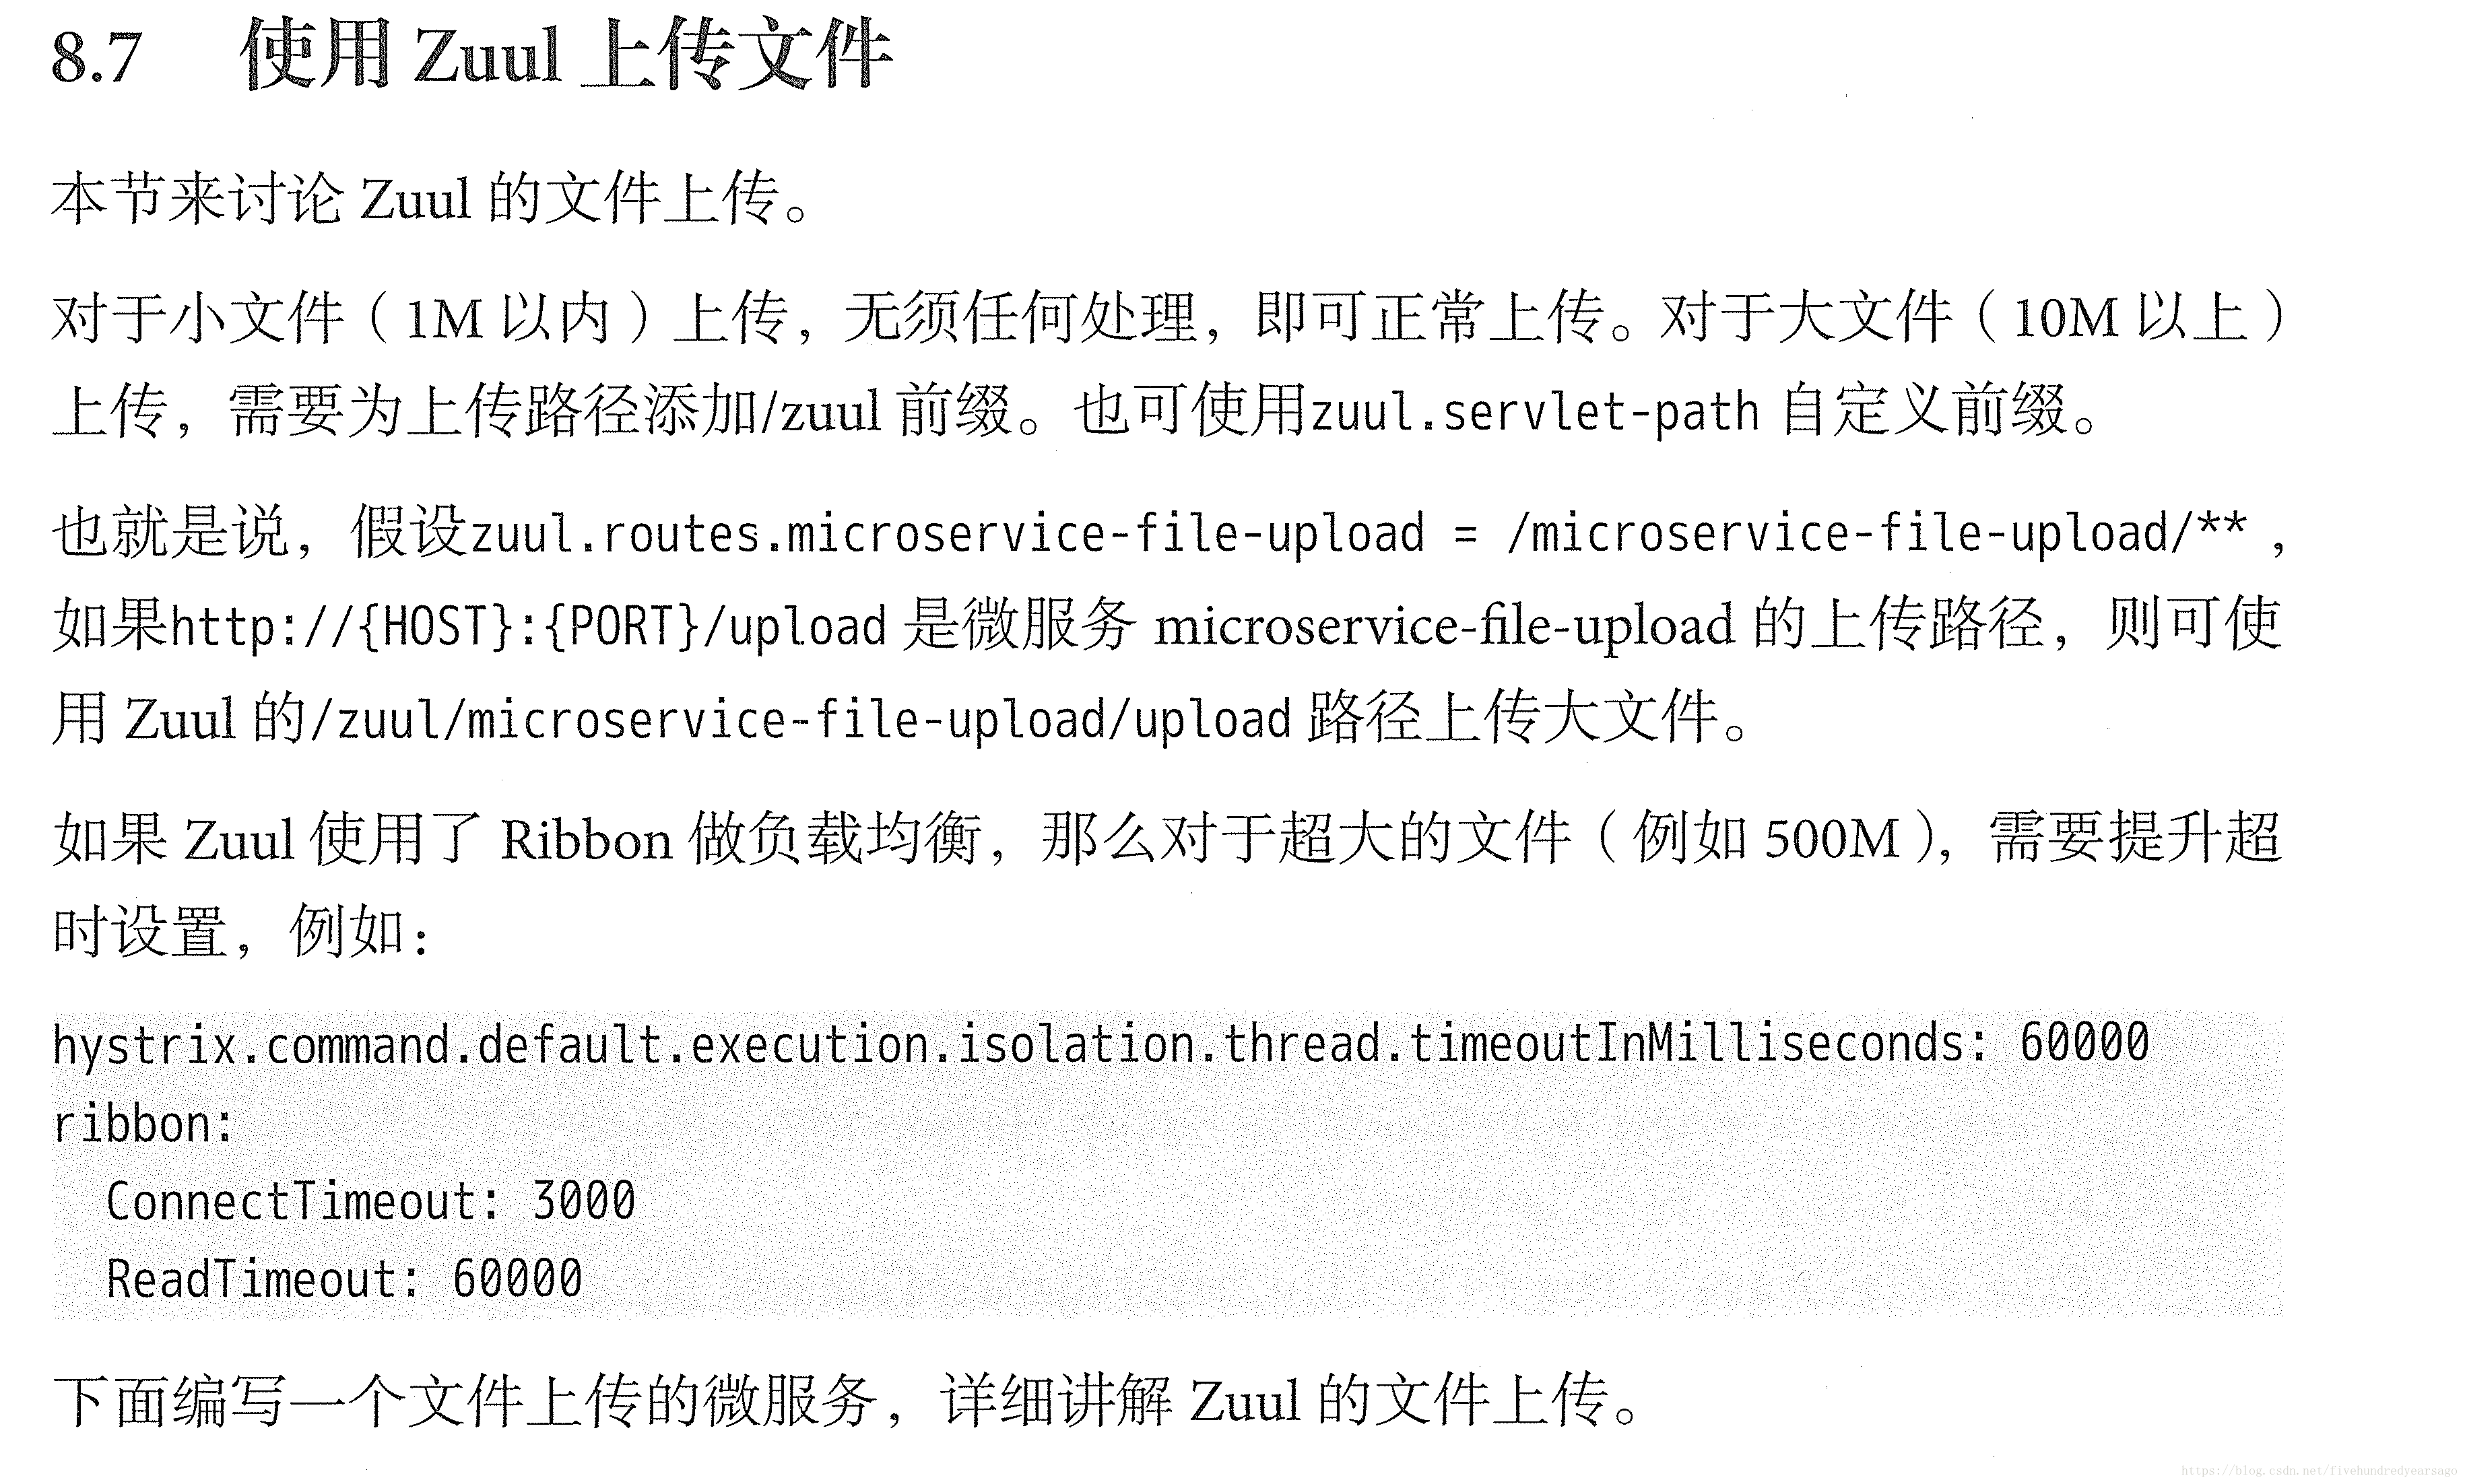 8.7 使用 Zuul 上传文件
本节来讨论 Zuul 的文件上传。
对于小文件（1M 以内）上传，无须任何处理，即可正常上传。对于大文件（10M 以上）
上传，需要为上传路径添加/zuul 前缀。也可使用zuul.servlet-path 自定义前缀。
也就是说，假设zuul.routes.microservice-file-upload = /microservice-file-upload/** ,
如果http://{HOST}:{PORT}/upload 是微服务 microservice-file-upload 的上传路径，则可使
用 Zuul 的/zuul/microservice-file-upload/upload 路径上传大文件。
如果 Zuul 使用了 Ribbon 做负载均衡，那么对于超大的文件（例如 500M），需要提升超
时设置，例如：
hystrix.command.default.execution.isolation.thread.timeoutInMilliseconds: 60000
ribbon:
  ConnectTimeout: 3000
  ReadTimeout: 60000
下面编写一个文件上传的微服务，详细讲解 Zuul 的文件上传。
https://blog.csdn.net/fivehundredyearsago